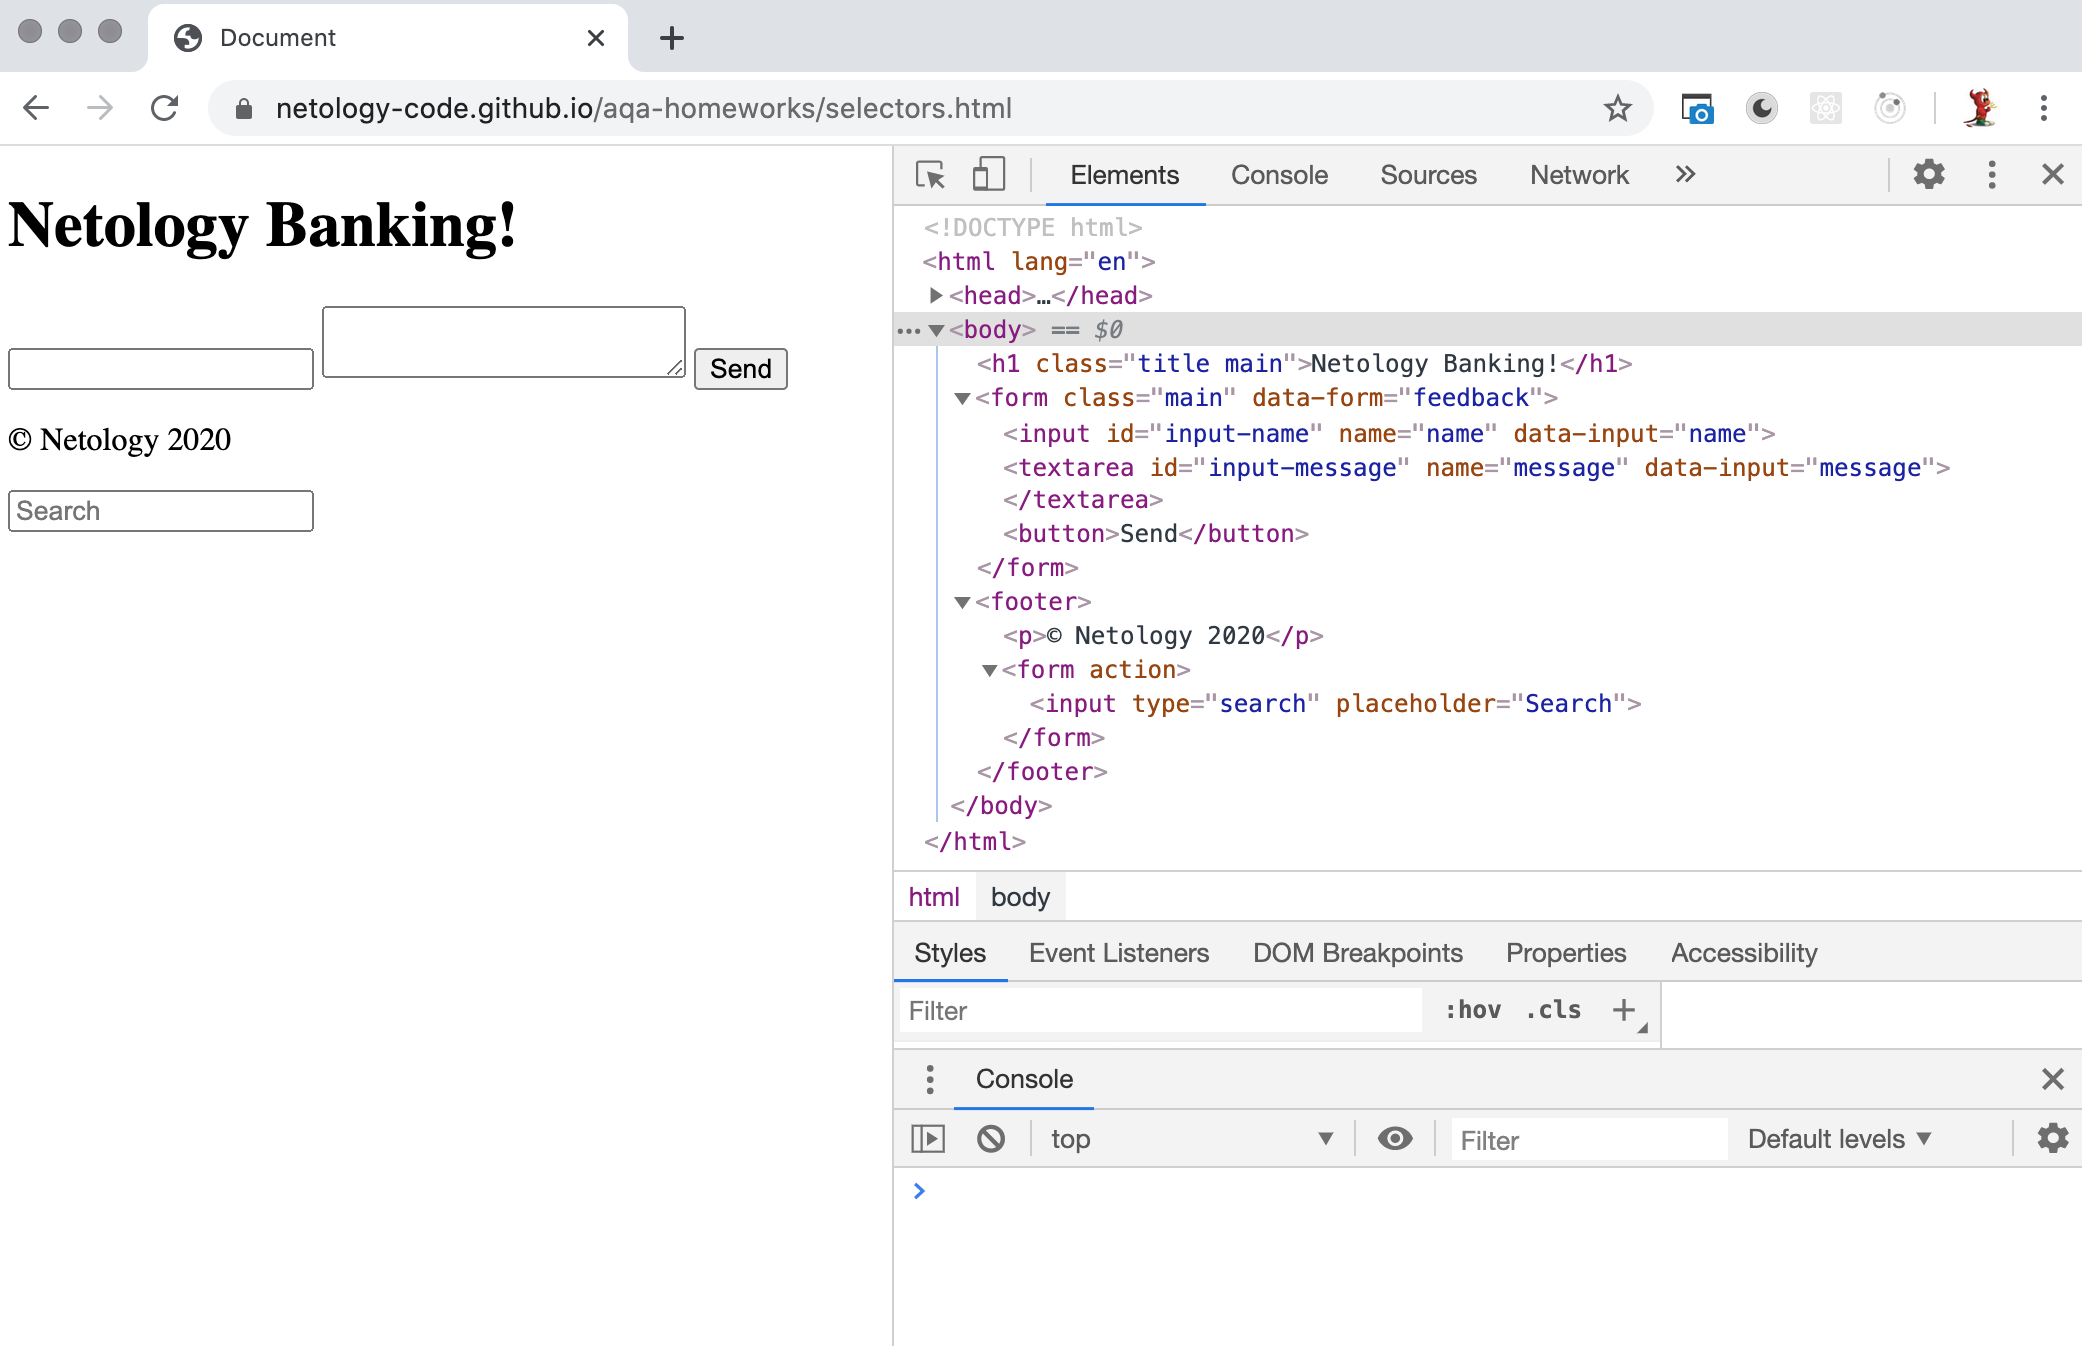 Document
netology-code.github.io/aqa-homeworks/selectors.html
Netology Banking!
Send
© Netology 2020
Search
Elements Console Sources Network
<!DOCTYPE html>
<html lang="en">
<head>…</head>
<body> == $0
<h1 class="title main">Netology Banking!</h1>
<form class="main" data-form="feedback">
<input id="input-name" name="name" data-input="name">
<textarea id="input-message" name="message" data-input="message">
</textarea>
<button>Send</button>
</form>
<footer>
<p>© Netology 2020</p>
<form action>
<input type="search" placeholder="Search">
</form>
</footer>
</body>
</html>
html body
Styles Event Listeners DOM Breakpoints Properties Accessibility
Filter :hov .cls +
Console
top Filter Default levels